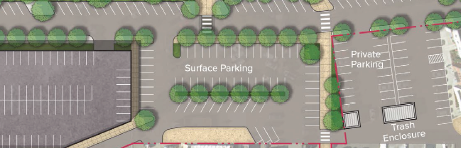 Surface Parking
Private
Parking
Trash
Enclosure